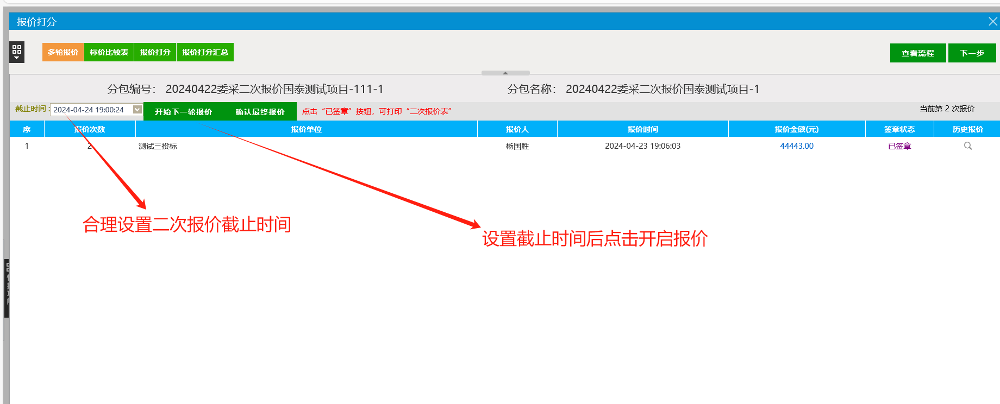 报价打分
多轮报价 标价比较表 报价打分 报价打分汇总
查看流程 下一步
分包编号： 20240422委采二次报价国泰测试项目-111-1 分包名称： 20240422委采二次报价国泰测试项目-1
截止时间： 2024-04-24 19:00:24 开始下一轮报价 确认最终报价 点击“已签章”按钮，可打印“二次报价表” 当前第 2 次报价
序 报价次数 报价单位 报价人 报价时间 报价金额(元) 签章状态 历史报价
1 2 测试三投标 杨国胜 2024-04-23 19:06:03 44443.00 已签章
合理设置二次报价截止时间
设置截止时间后点击开启报价